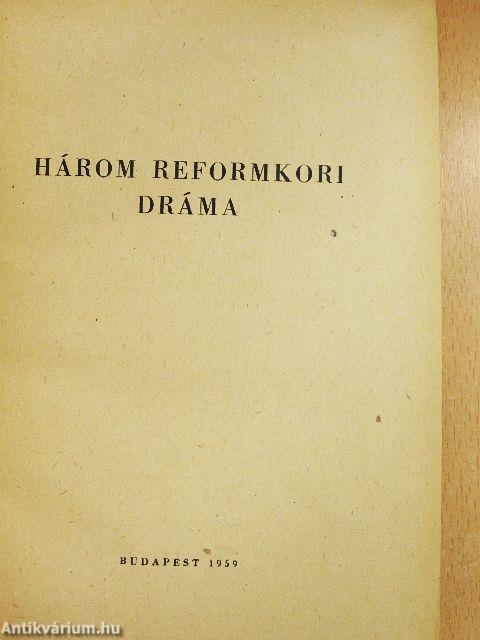 HÁROM REFORMKORI
DRÁMA
BUDAPEST 1959
Antikvárium.hu